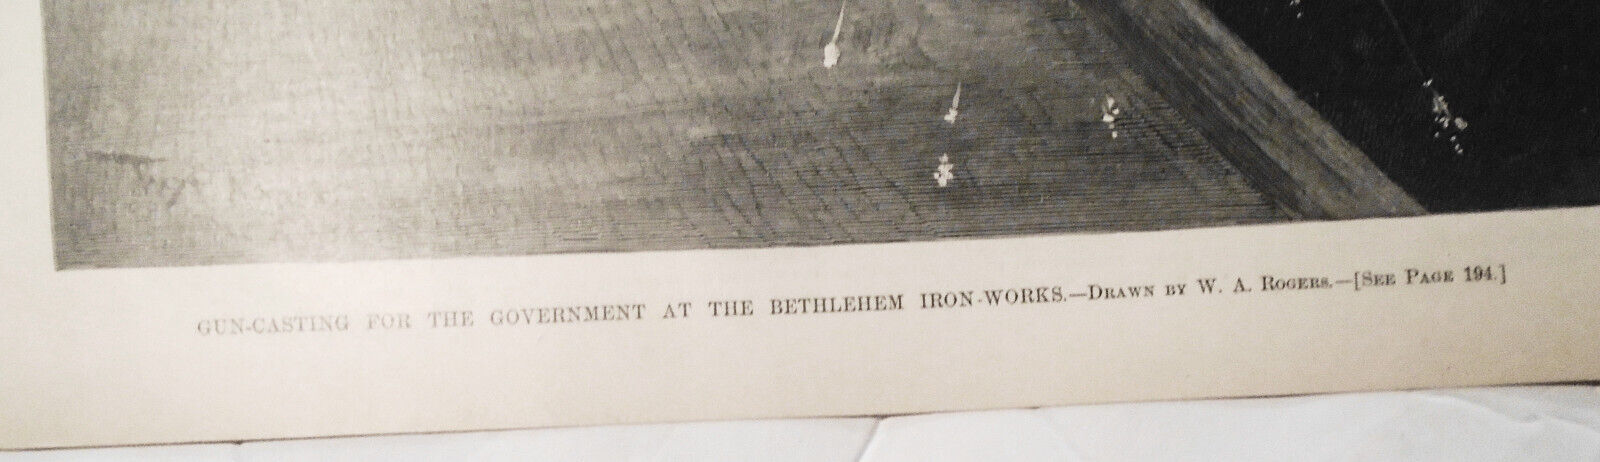 GUN-CASTING FOR THE GOVERNMENT AT THE BETHLEHEM IRON-WORKS.—DRAWN BY W. A. ROGERS.—[SEE PAGE 194.]